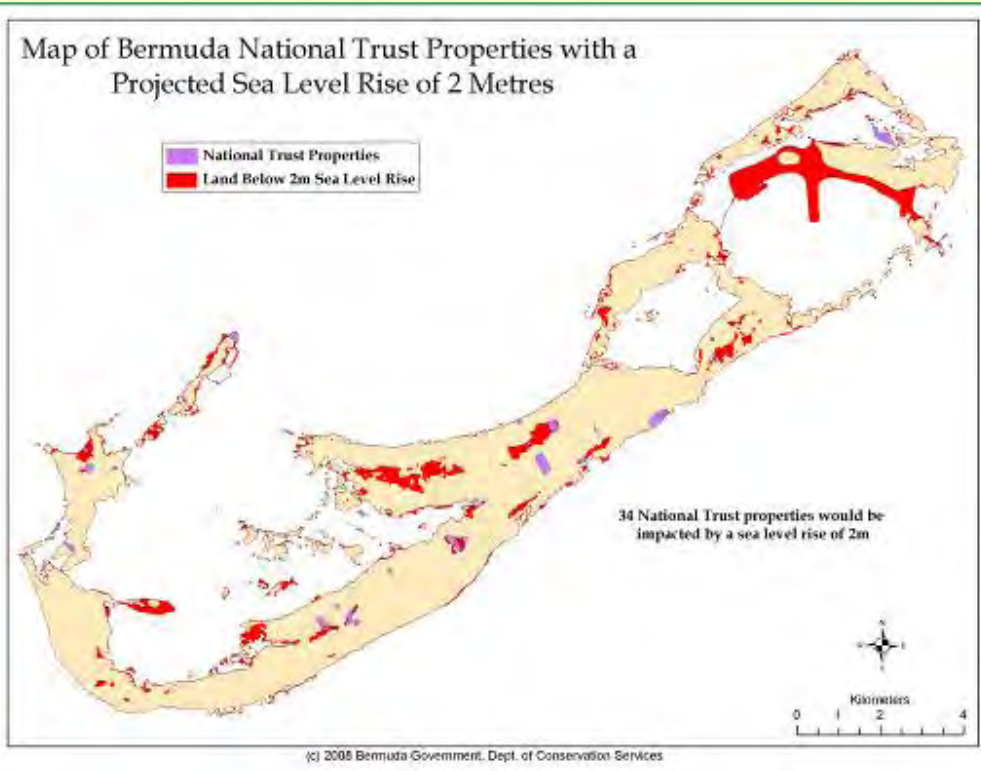 Map of Bermuda National Trust Properties with a
Projected Sea Level Rise of 2 Metres
National Trust Properties
Land Below 2m Sea Level Rise
34 National Trust properties would be
impacted by a sea level rise of 2m
N
Kilometers
0 1 2 4
(c) 2008 Bermuda Government, Dept. of Conservation Services